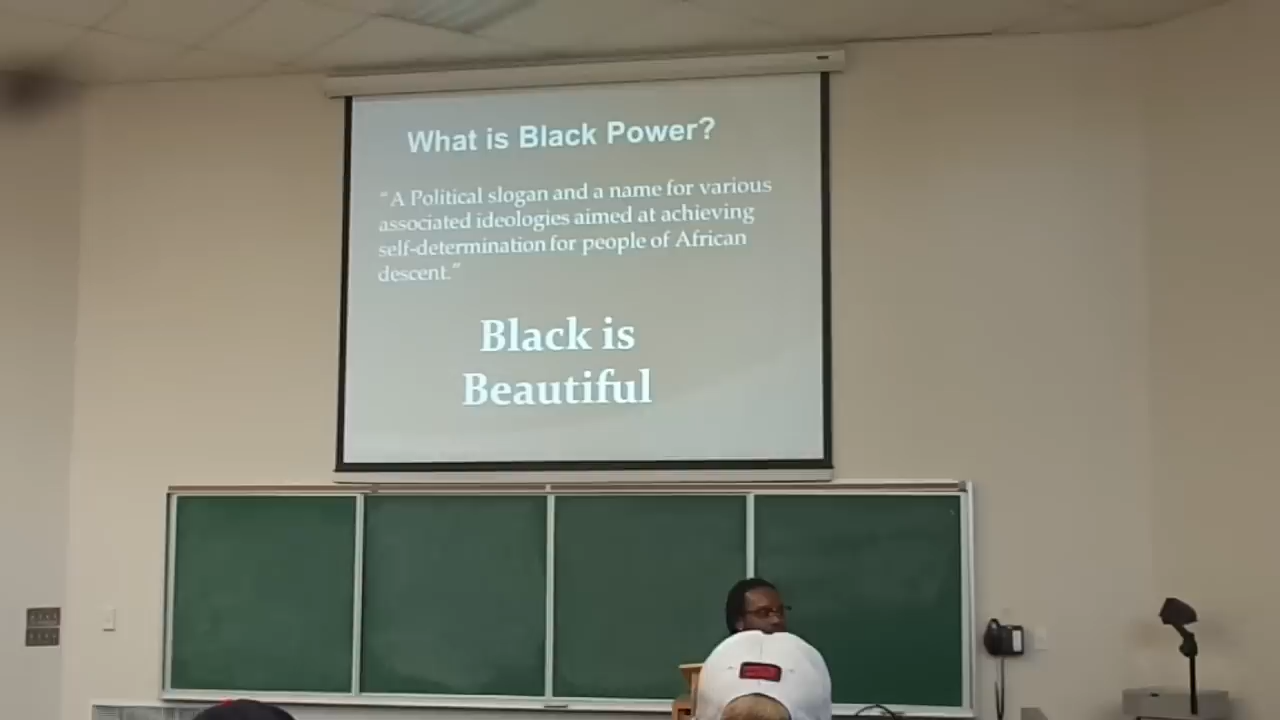 What is Black Power?
“A Political slogan and a name for various
associated ideologies aimed at achieving
self-determination for people of African
descent.”
Black is
Beautiful